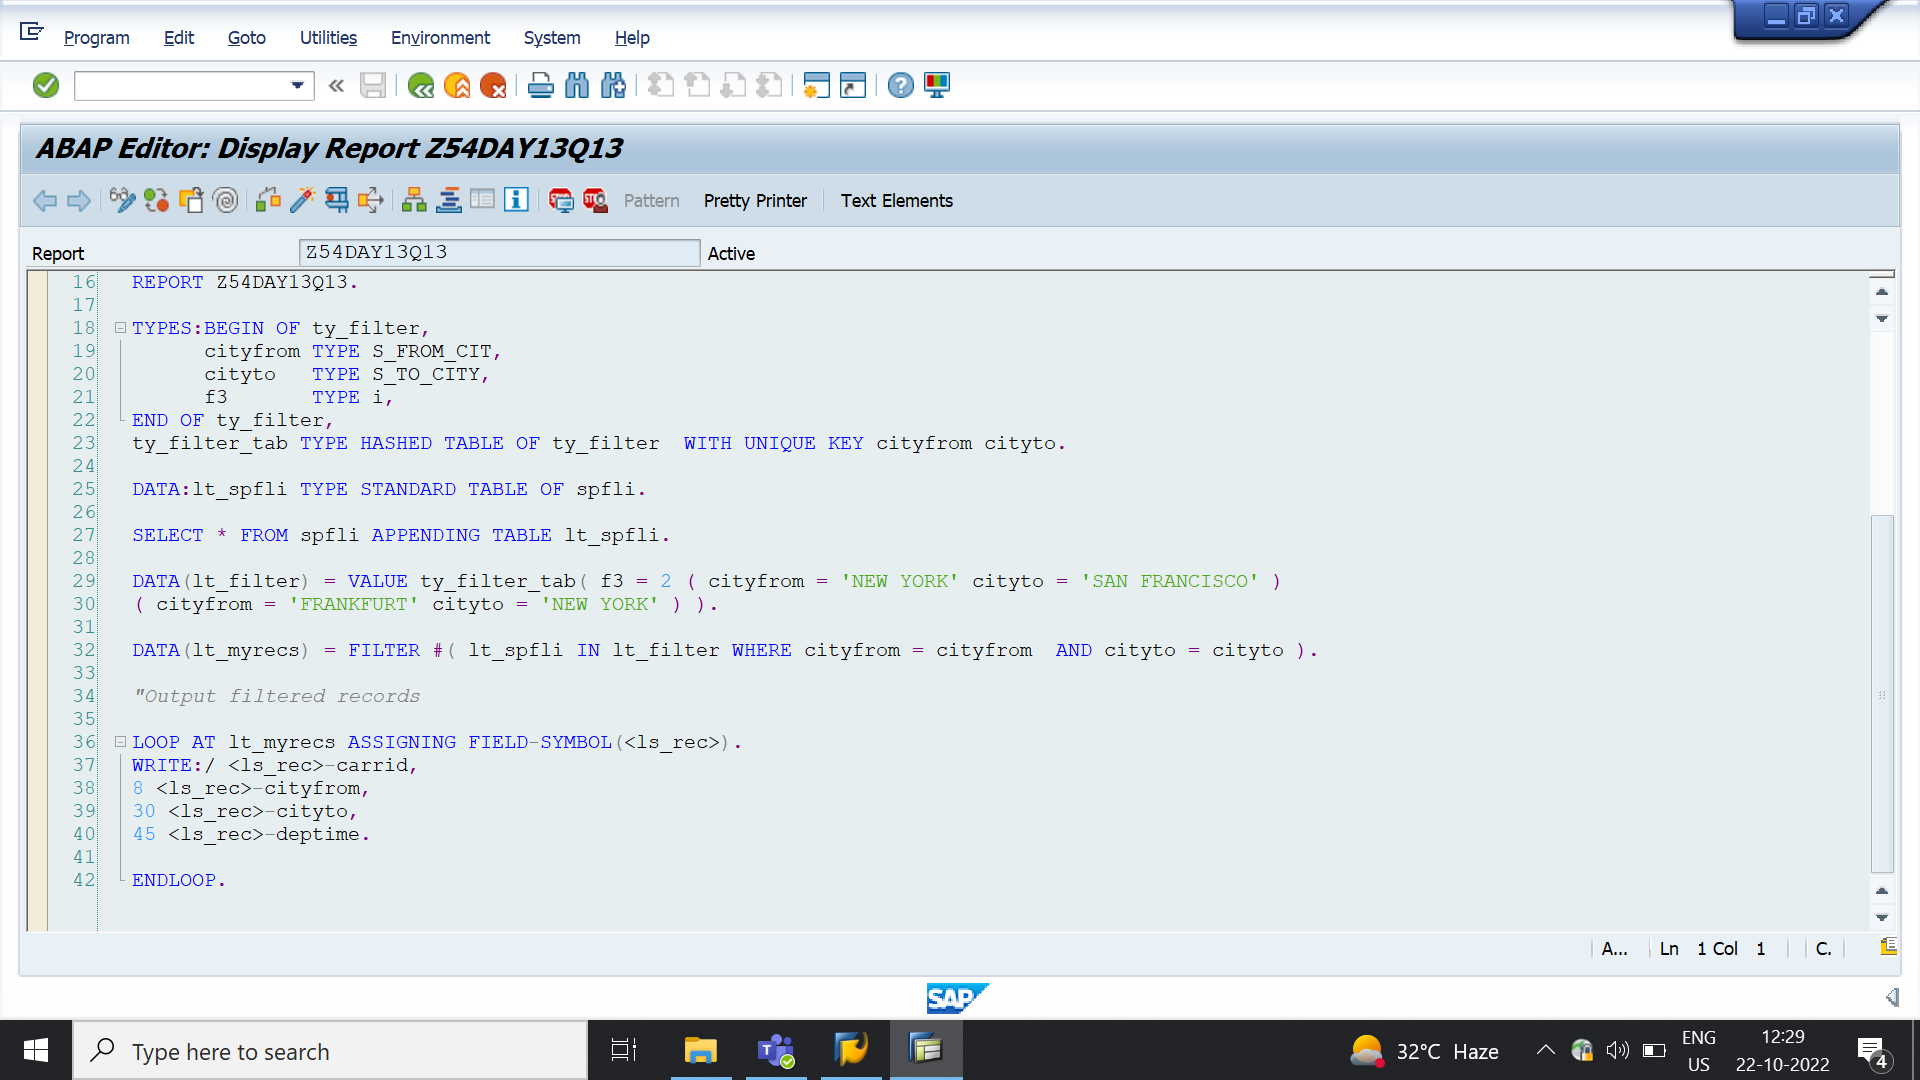 Program Edit Goto Utilities Environment System Help
ABAP Editor: Display Report Z54DAY13Q13
Pattern Pretty Printer Text Elements
Report Z54DAY13Q13 Active
16 REPORT Z54DAY13Q13.
17
18 TYPES:BEGIN OF ty_filter,
19 cityfrom TYPE S_FROM_CIT,
20 cityto TYPE S_TO_CITY,
21 f3 TYPE i,
22 END OF ty_filter,
23 ty_filter_tab TYPE HASHED TABLE OF ty_filter WITH UNIQUE KEY cityfrom cityto.
24
25 DATA:lt_spfli TYPE STANDARD TABLE OF spfli.
26
27 SELECT * FROM spfli APPENDING TABLE lt_spfli.
28
29 DATA(lt_filter) = VALUE ty_filter_tab( f3 = 2 ( cityfrom = 'NEW YORK' cityto = 'SAN FRANCISCO' )
30 ( cityfrom = 'FRANKFURT' cityto = 'NEW YORK' ) ).
31
32 DATA(lt_myrecs) = FILTER #( lt_spfli IN lt_filter WHERE cityfrom = cityfrom AND cityto = cityto ).
33
34 "Output filtered records
35
36 LOOP AT lt_myrecs ASSIGNING FIELD-SYMBOL(<ls_rec>).
37 WRITE:/ <ls_rec>-carrid,
38 8 <ls_rec>-cityfrom,
39 30 <ls_rec>-cityto,
40 45 <ls_rec>-deptime.
41
42 ENDLOOP.
A... Ln 1 Col 1 C.
SAP
Type here to search
32°C Haze
ENG
US
12:29
22-10-2022
4